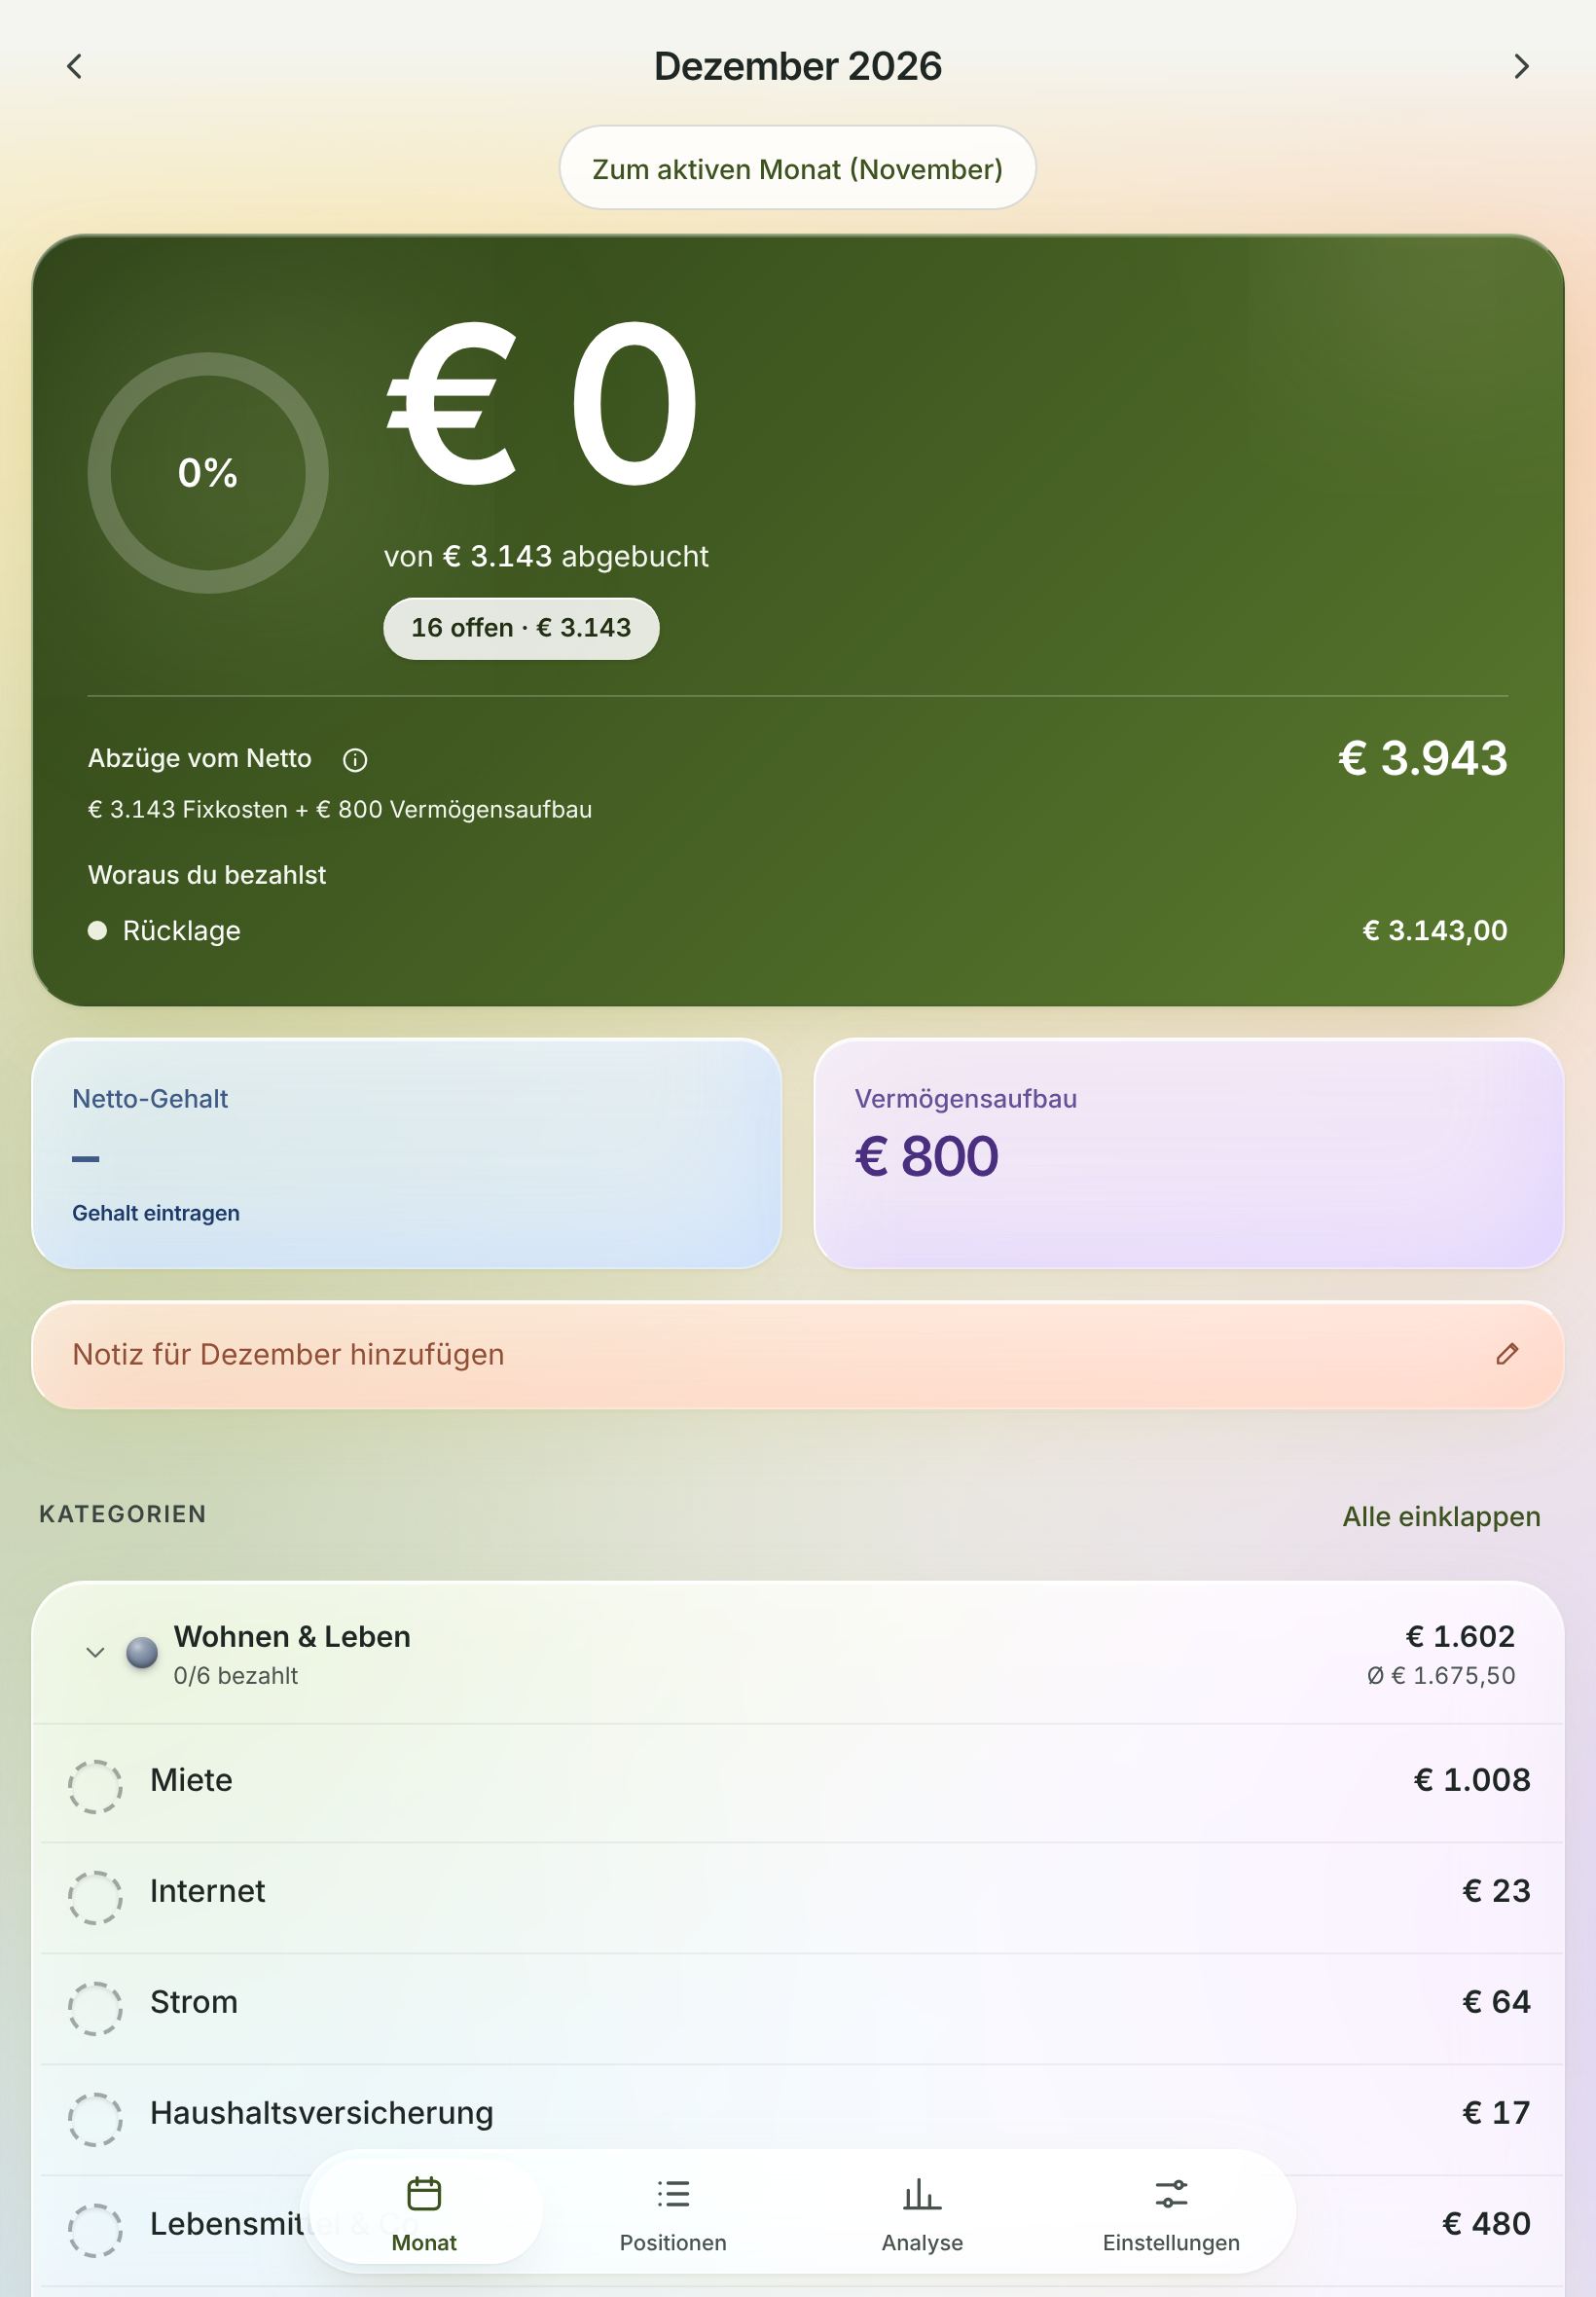 Dezember 2026
Zum aktiven Monat (November)
0%
€ 0
von € 3.143 abgebucht
16 offen · € 3.143
Abzüge vom Netto € 3.943
€ 3.143 Fixkosten + € 800 Vermögensaufbau
Woraus du bezahlst
Rücklage € 3.143,00
Netto-Gehalt
–
Gehalt eintragen
Vermögensaufbau
€ 800
Notiz für Dezember hinzufügen
KATEGORIEN Alle einklappen
Wohnen & Leben € 1.602
0/6 bezahlt Ø € 1.675,50
Miete € 1.008
Internet € 23
Strom € 64
Haushaltsversicherung € 17
Lebensmittel & Co € 480
Monat Positionen Analyse Einstellungen